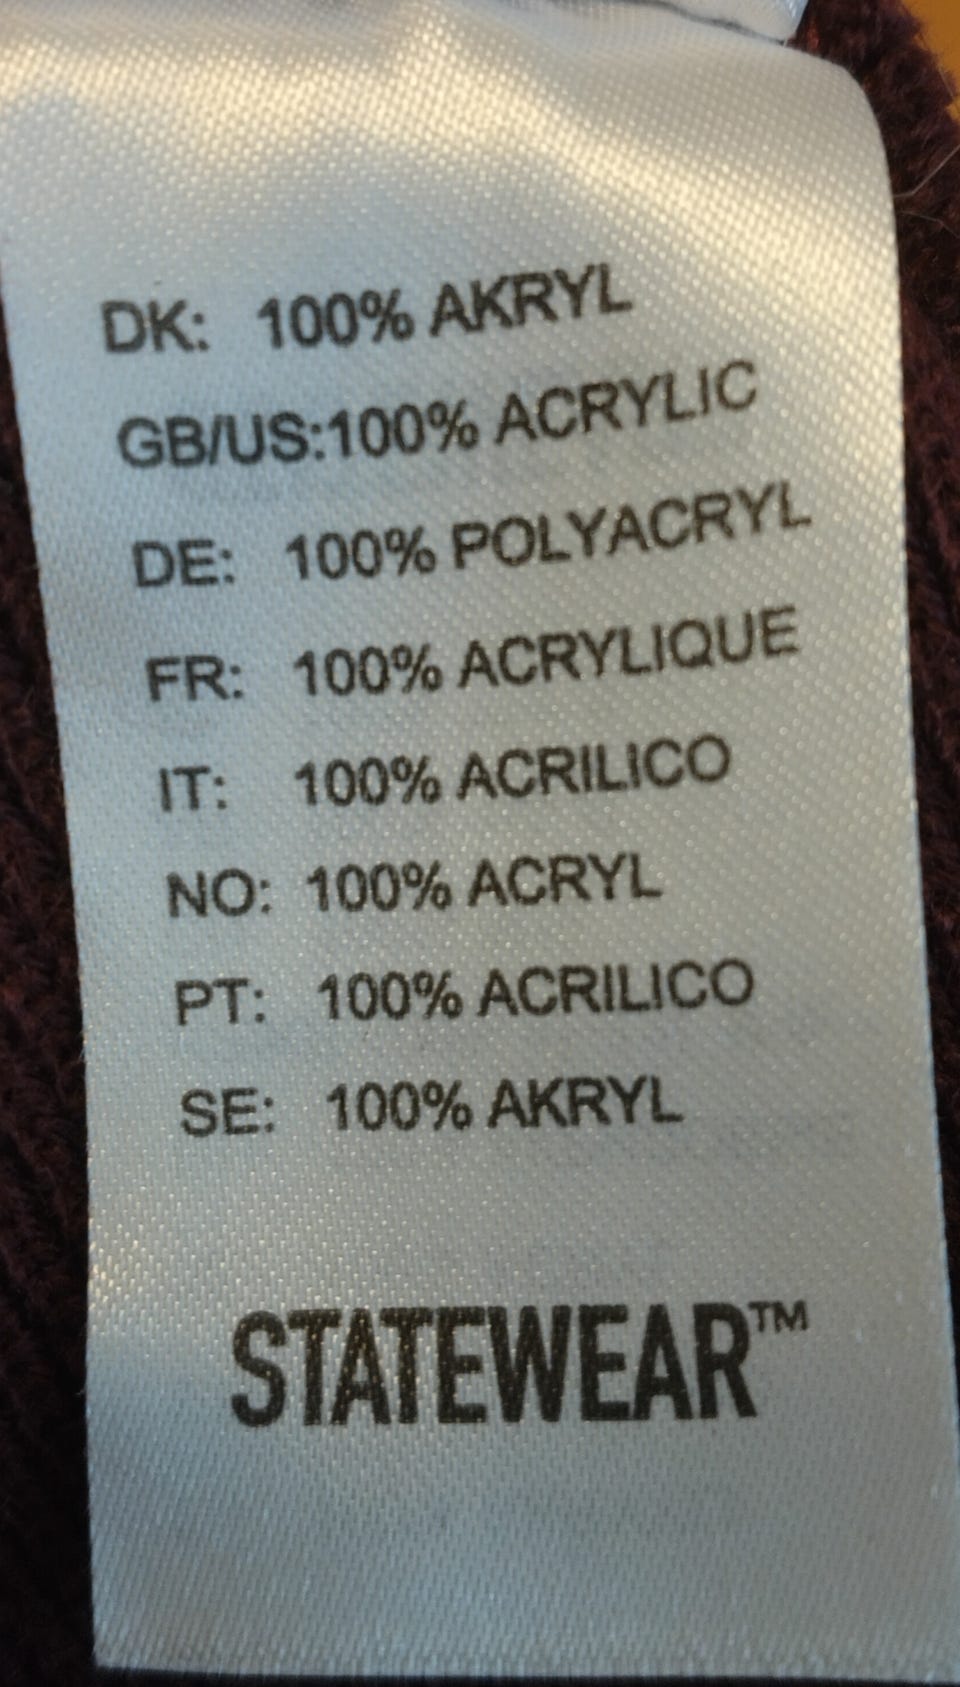 DK: 100% AKRYL
GB/US:100% ACRYLIC
DE: 100% POLYACRYL
FR: 100% ACRYLIQUE
IT: 100% ACRILICO
NO: 100% ACRYL
PT: 100% ACRILICO
SE: 100% AKRYL
STATEWEAR™